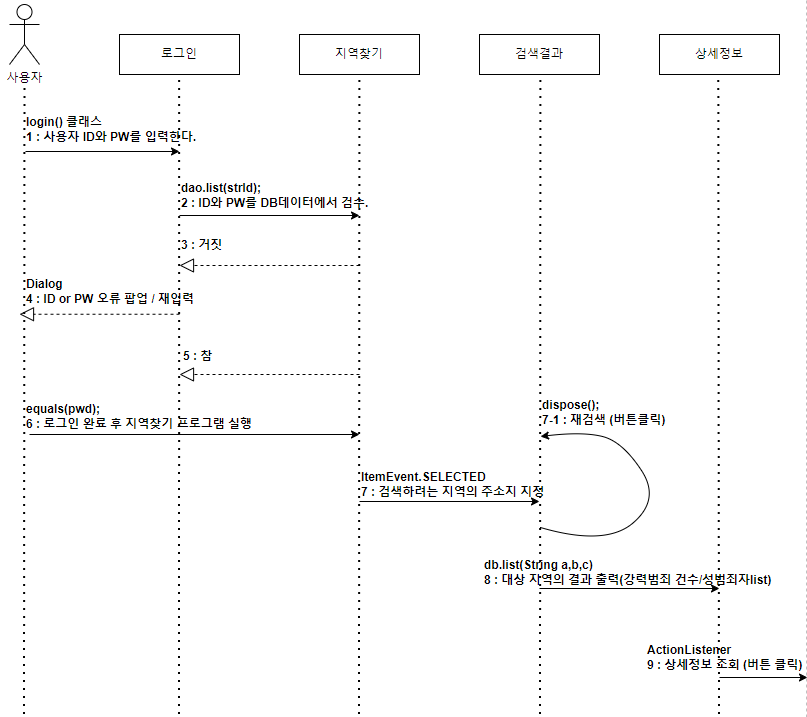 사용자
로그인
지역찾기
검색결과
상세정보
login() 클래스
1 : 사용자 ID와 PW를 입력한다.
dao.list(strId);
2 : ID와 PW를 DB데이터에서 검수.
3 : 거짓
Dialog
4 : ID or PW 오류 팝업 / 재입력
5 : 참
equals(pwd);
6 : 로그인 완료 후 지역찾기 프로그램 실행
dispose();
7-1 : 재검색 (버튼클릭)
ItemEvent.SELECTED
7 : 검색하려는 지역의 주소지 지정
db.list(String a,b,c)
8 : 대상 지역의 결과 출력(강력범죄 건수/성범죄자list)
ActionListener
9 : 상세정보 조회 (버튼 클릭)